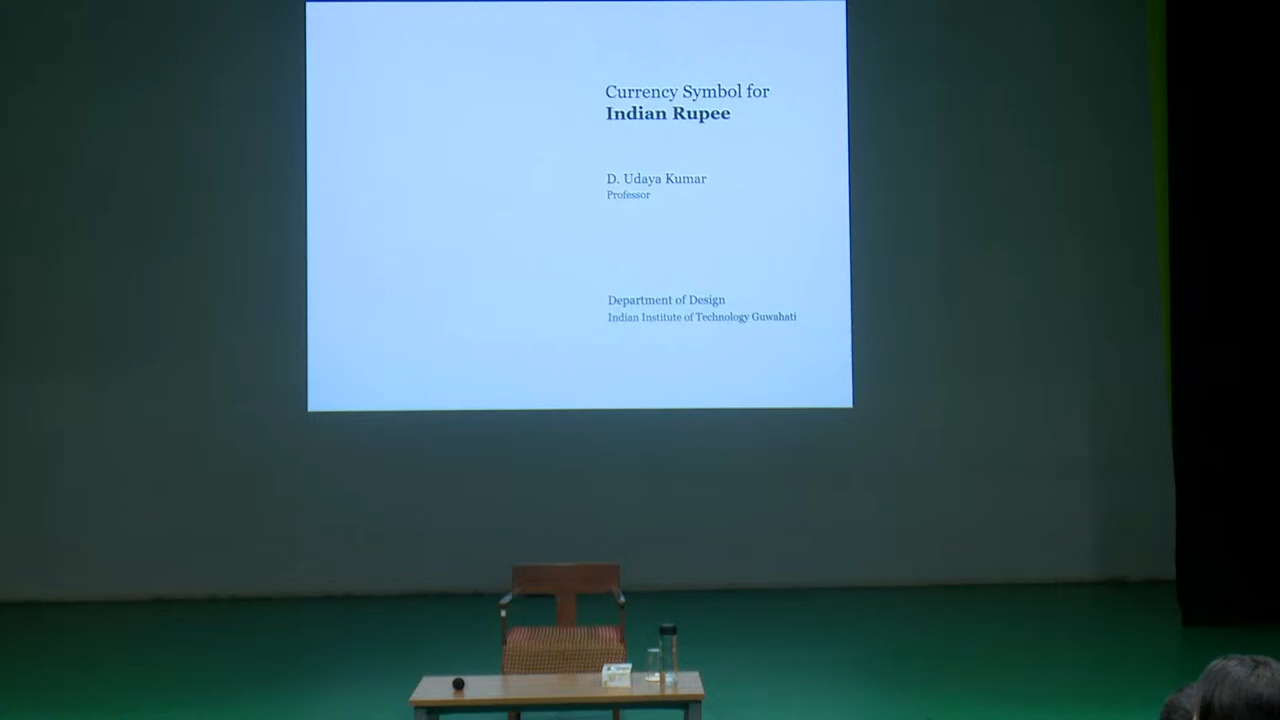 Currency Symbol for
Indian Rupee
D. Udaya Kumar
Professor
Department of Design
Indian Institute of Technology Guwahati